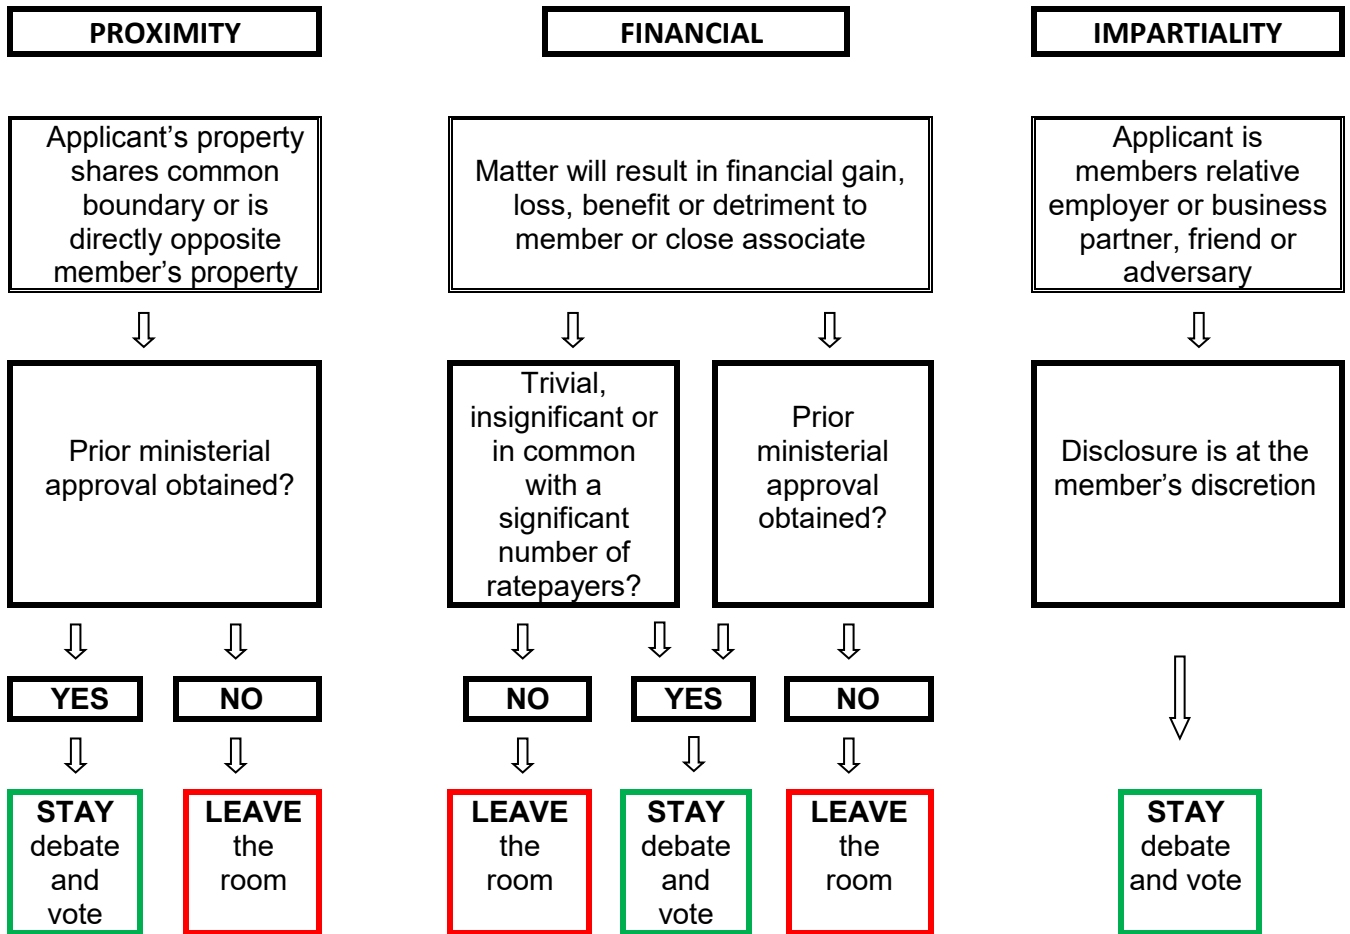 PROXIMITY
FINANCIAL
IMPARTIALITY
Applicant’s property
shares common
boundary or is
directly opposite
member’s property
Matter will result in financial gain,
loss, benefit or detriment to
member or close associate
Applicant is
members relative
employer or business
partner, friend or
adversary
Prior ministerial
approval obtained?
Trivial,
insignificant or
in common
with a
significant
number of
ratepayers?
Prior
ministerial
approval
obtained?
Disclosure is at the
member’s discretion
YES
NO
NO
YES
NO
STAY
debate
and
vote
LEAVE
the
room
LEAVE
the
room
STAY
debate
and
vote
LEAVE
the
room
STAY
debate
and vote